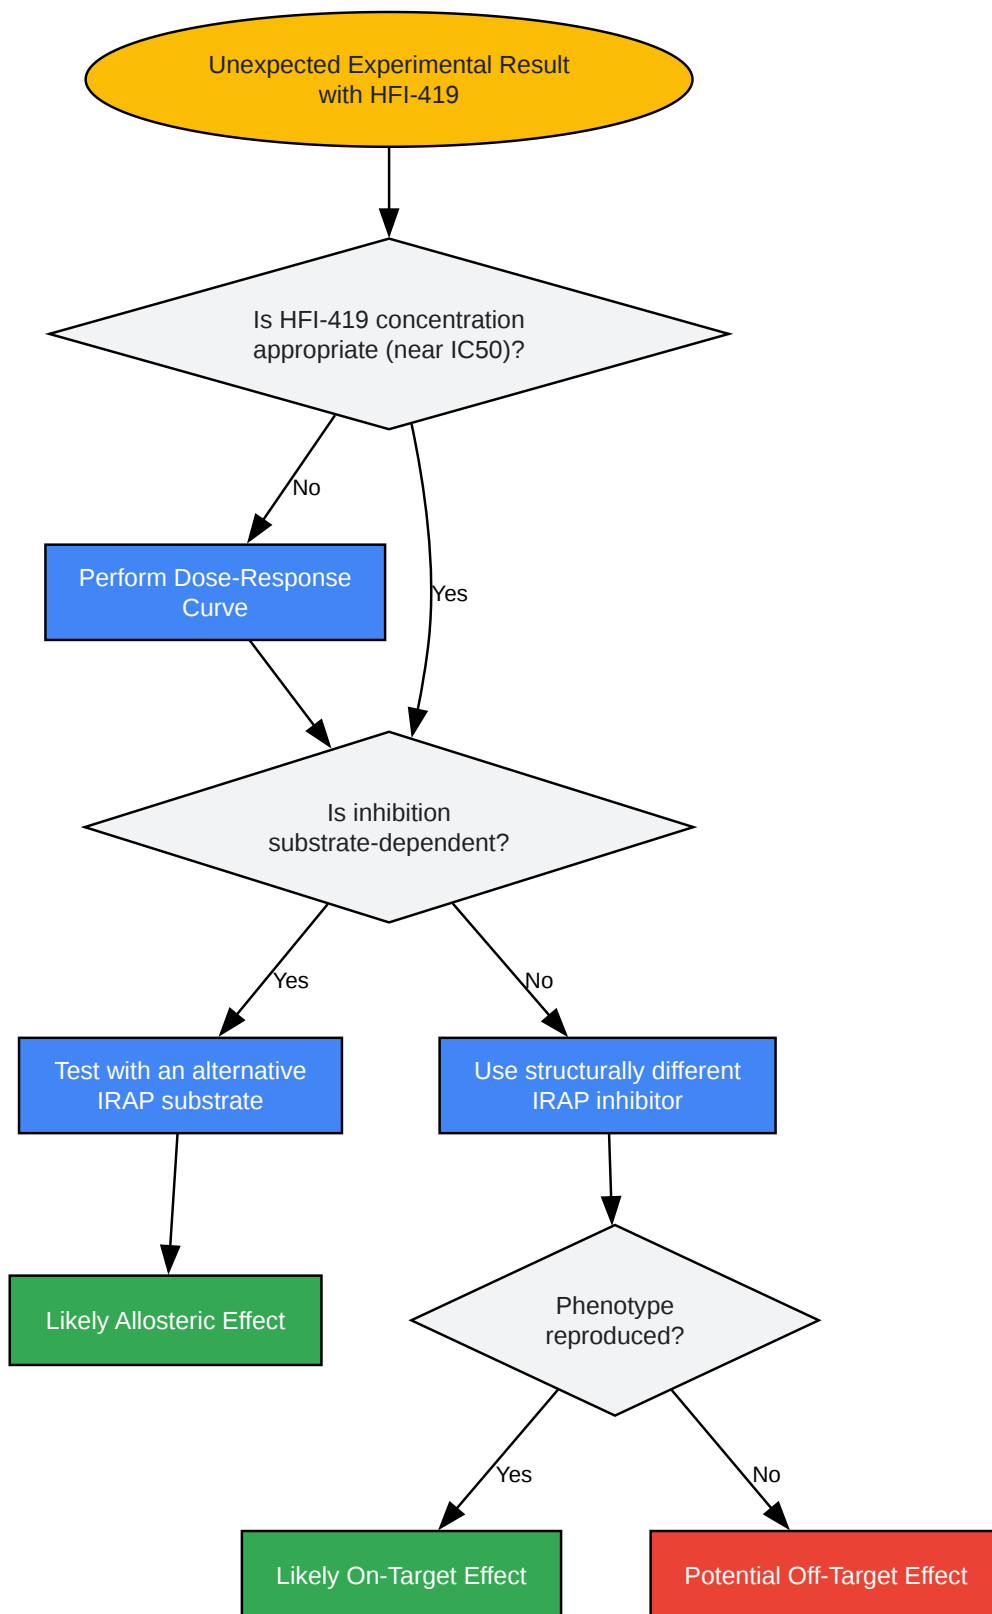 Unexpected Experimental Result
with HFI-419
Is HFI-419 concentration
appropriate (near IC50)?
No
Perform Dose-Response
Curve
Yes
Is inhibition
substrate-dependent?
Yes
No
Test with an alternative
IRAP substrate
Use structurally different
IRAP inhibitor
Likely Allosteric Effect
Phenotype
reproduced?
Yes
No
Likely On-Target Effect
Potential Off-Target Effect